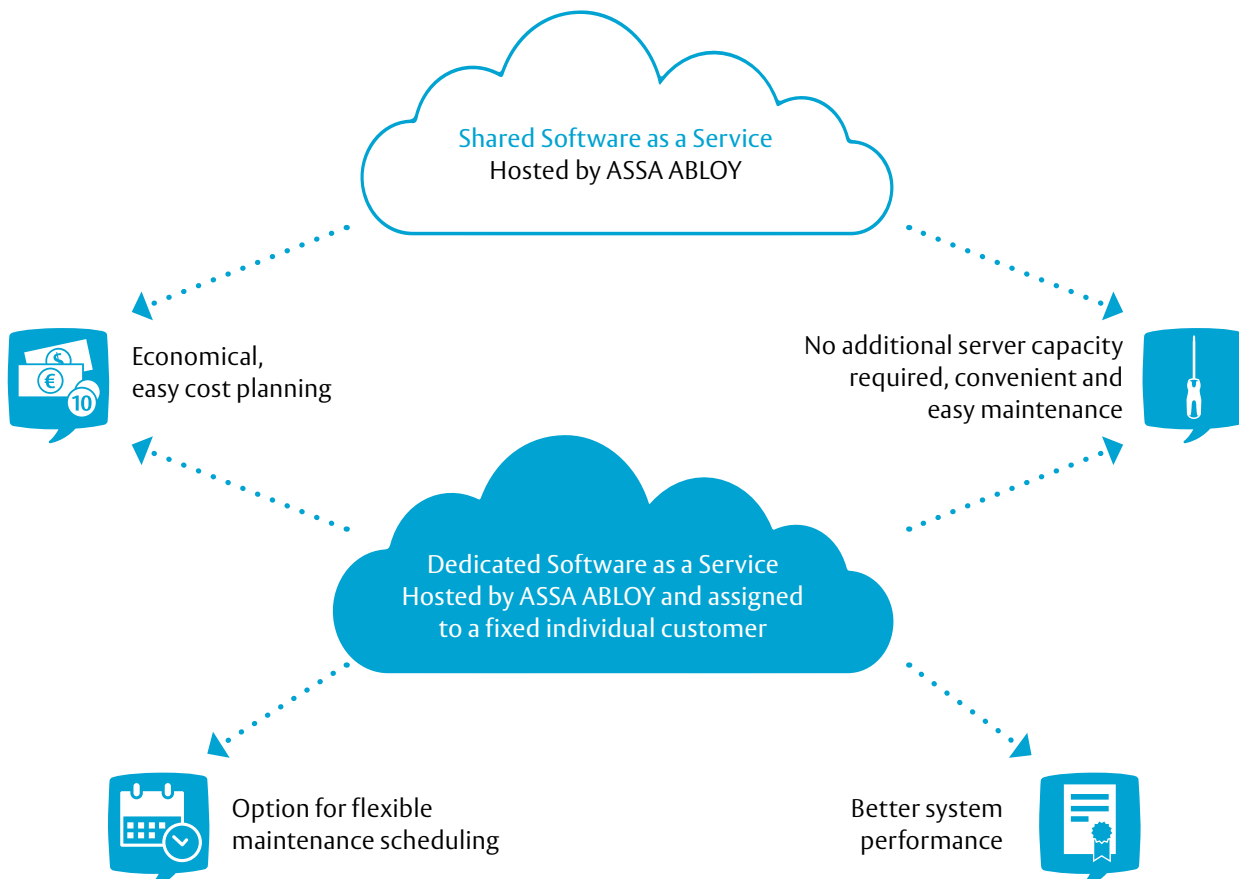 Shared Software as a Service
Hosted by ASSA ABLOY
Economical,
easy cost planning
$
€
10
No additional server capacity
required, convenient and
easy maintenance
Dedicated Software as a Service
Hosted by ASSA ABLOY and assigned
to a fixed individual customer
Option for flexible
maintenance scheduling
Better system
performance